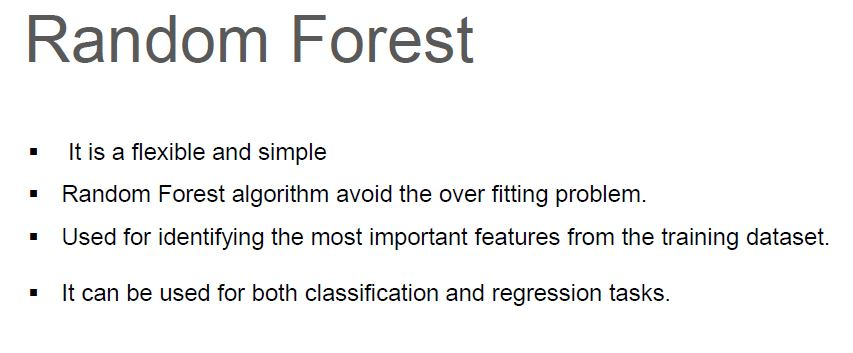 Random Forest
▪ It is a flexible and simple
▪ Random Forest algorithm avoid the over fitting problem.
▪ Used for identifying the most important features from the training dataset.
▪ It can be used for both classification and regression tasks.